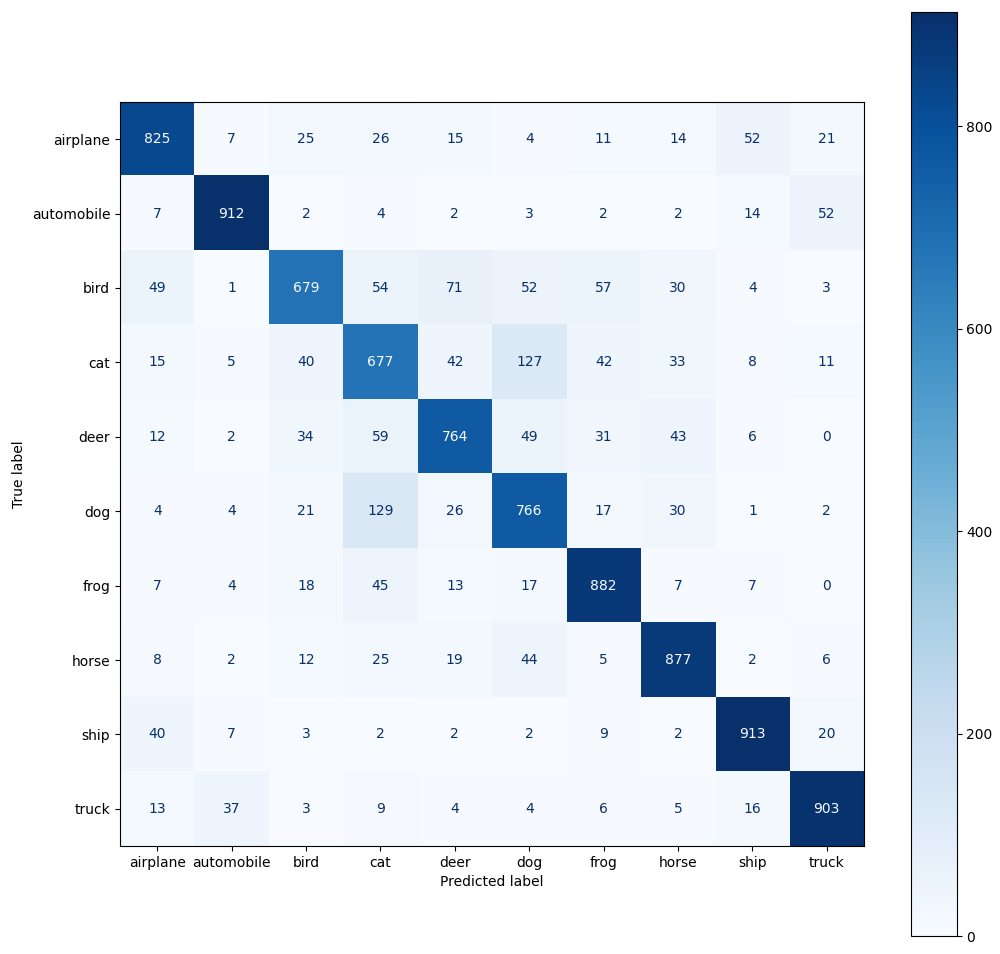 airplane 825 7 25 26 15 4 11 14 52 21
automobile 7 912 2 4 2 3 2 2 14 52
bird 49 1 679 54 71 52 57 30 4 3
cat 15 5 40 677 42 127 42 33 8 11
deer 12 2 34 59 764 49 31 43 6 0
dog 4 4 21 129 26 766 17 30 1 2
frog 7 4 18 45 13 17 882 7 7 0
horse 8 2 12 25 19 44 5 877 2 6
ship 40 7 3 2 2 2 9 2 913 20
truck 13 37 3 9 4 4 6 5 16 903
airplane automobile bird cat deer dog frog horse ship truck
Predicted label
True label
800
600
400
200
0